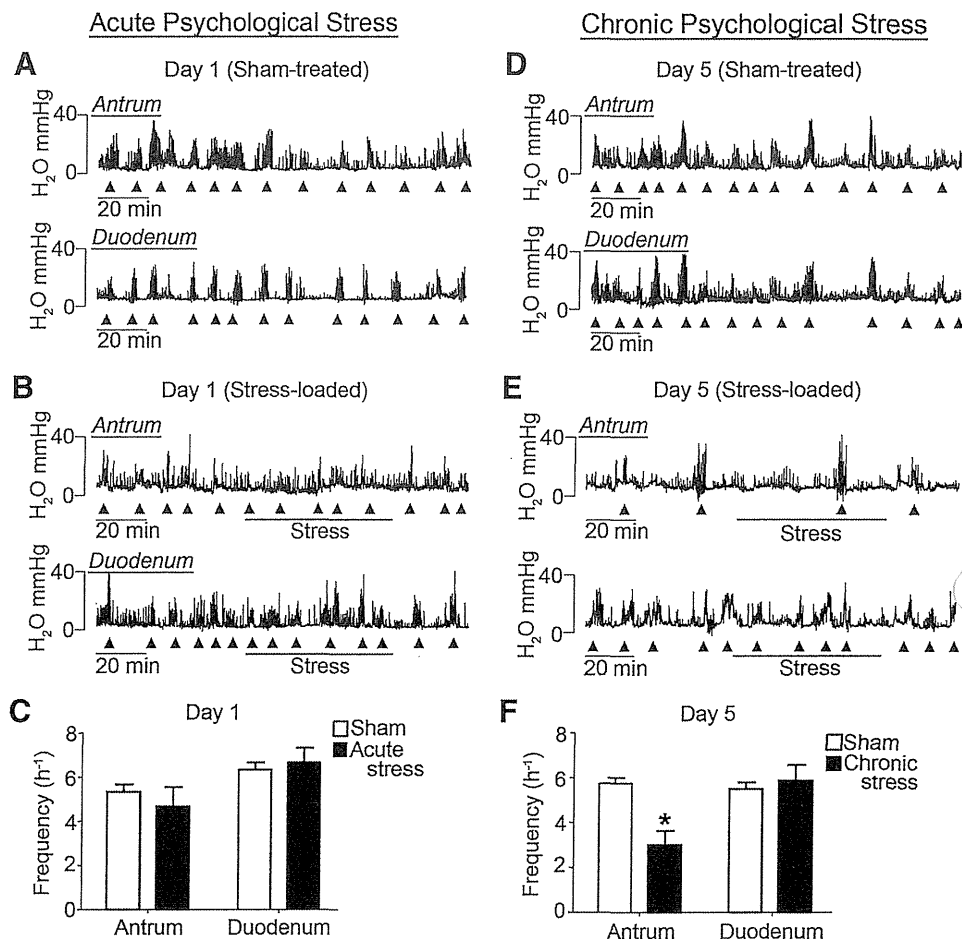 Acute Psychological Stress
A
Day 1 (Sham-treated)
Antrum
40
0
H₂O mmHg
20 min
Duodenum
40
0
H₂O mmHg
20 min
B
Day 1 (Stress-loaded)
Antrum
40
0
H₂O mmHg
20 min
Stress
Duodenum
40
0
H₂O mmHg
20 min
Stress
C
Day 1
Sham
Acute
stress
Frequency (h⁻¹)
8
6
4
2
0
Antrum
Duodenum
Chronic Psychological Stress
D
Day 5 (Sham-treated)
Antrum
40
0
H₂O mmHg
20 min
Duodenum
40
0
H₂O mmHg
20 min
E
Day 5 (Stress-loaded)
Antrum
40
0
H₂O mmHg
20 min
Stress
40
0
H₂O mmHg
20 min
Stress
F
Day 5
Sham
Chronic
stress
Frequency (h⁻¹)
8
6
4
2
0
*
Antrum
Duodenum